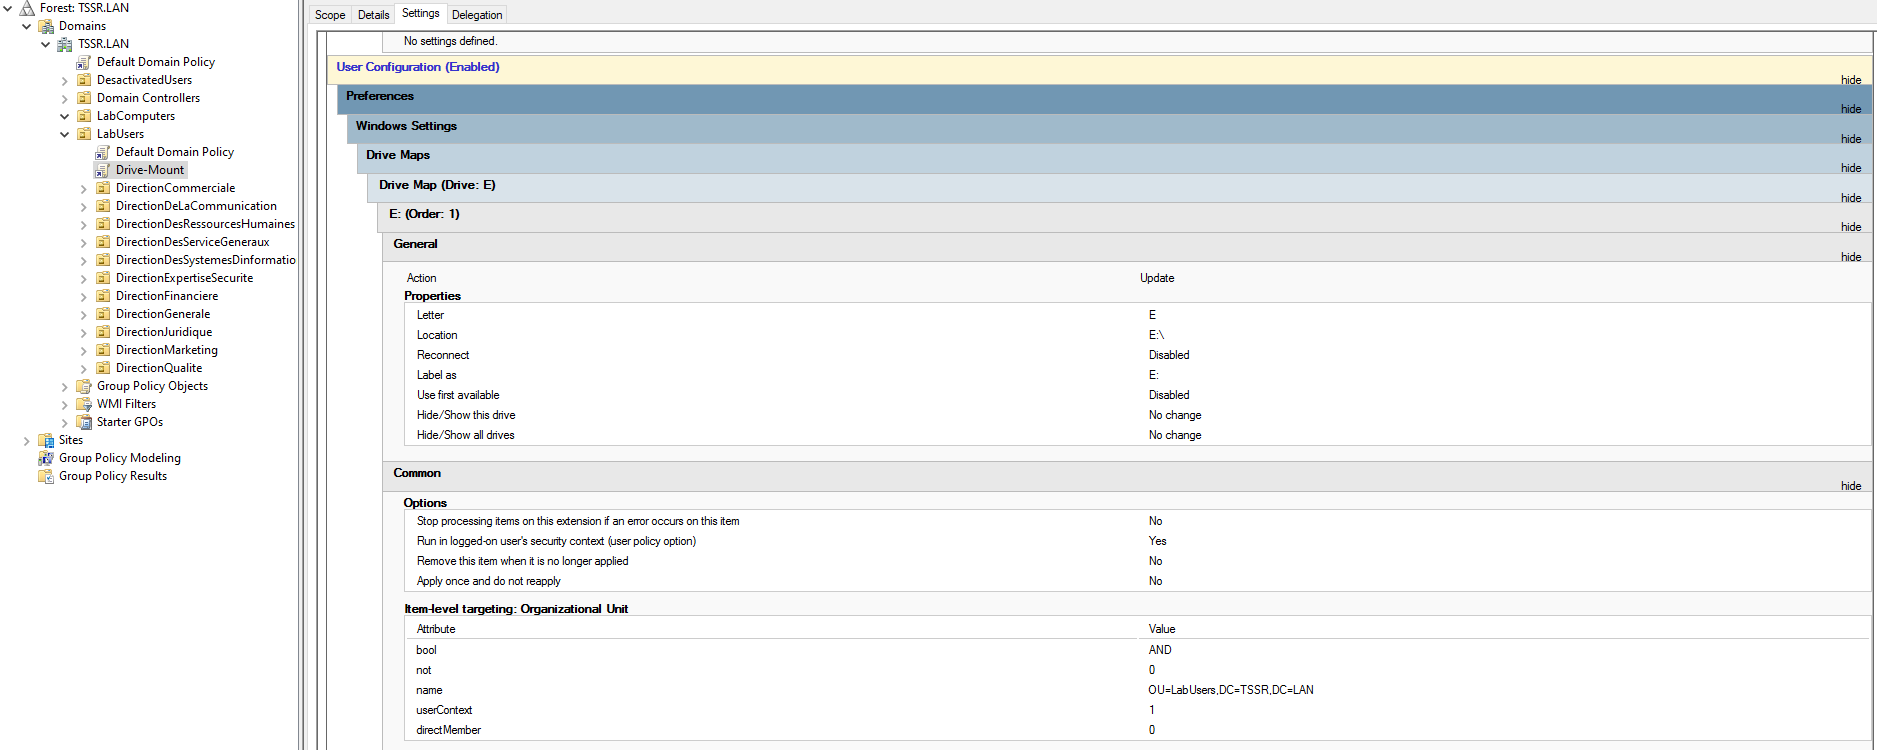 Forest: TSSR.LAN
Domains
TSSR.LAN
Default Domain Policy
DesactivatedUsers
Domain Controllers
LabComputers
LabUsers
Default Domain Policy
Drive-Mount
DirectionCommerciale
DirectionDeLaCommunication
DirectionDesRessourcesHumaines
DirectionDesServiceGeneraux
DirectionDesSystemesDinformatio
DirectionExpertiseSecurite
DirectionFinanciere
DirectionGenerale
DirectionJuridique
DirectionMarketing
DirectionQualite
Group Policy Objects
WMI Filters
Starter GPOs
Sites
Group Policy Modeling
Group Policy Results
Scope Details Settings Delegation
No settings defined.
User Configuration (Enabled)
hide
Preferences
hide
Windows Settings
hide
Drive Maps
hide
Drive Map (Drive: E)
hide
E: (Order: 1)
hide
General
hide
Action Update
Properties
Letter E
Location E:\
Reconnect Disabled
Label as E:
Use first available Disabled
Hide/Show this drive No change
Hide/Show all drives No change
Common
hide
Options
Stop processing items on this extension if an error occurs on this item No
Run in logged-on user's security context (user policy option) Yes
Remove this item when it is no longer applied No
Apply once and do not reapply No
Item-level targeting: Organizational Unit
Attribute Value
bool AND
not 0
name OU=LabUsers,DC=TSSR,DC=LAN
userContext 1
directMember 0